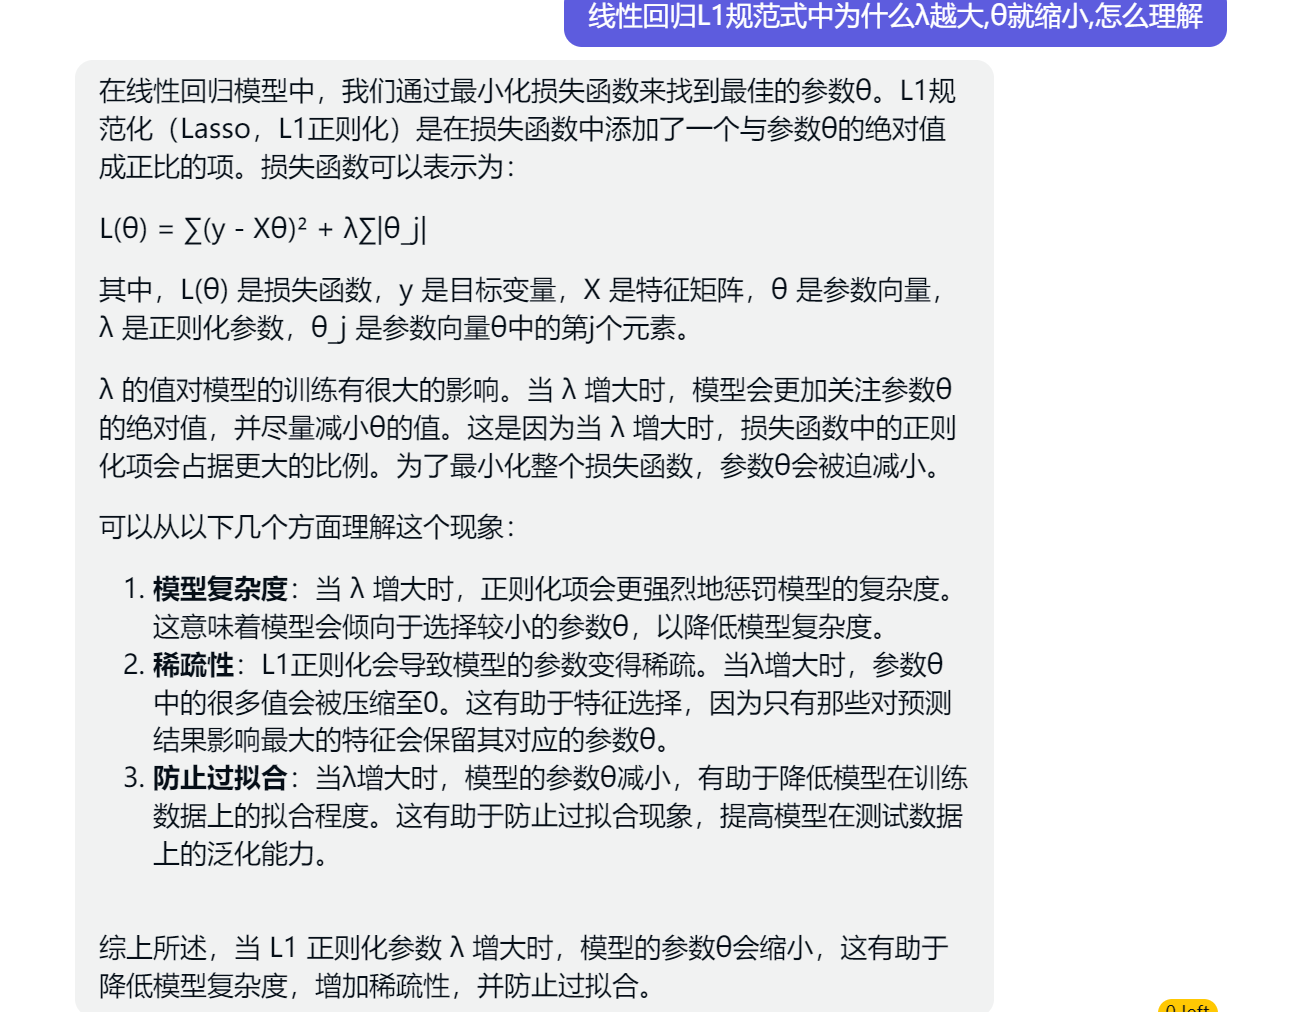 线性回归L1规范式中为什么λ越大,θ就缩小,怎么理解
在线性回归模型中，我们通过最小化损失函数来找到最佳的参数θ。L1规
范化（Lasso，L1正则化）是在损失函数中添加了一个与参数θ的绝对值
成正比的项。损失函数可以表示为：
L(θ) = ∑(y - Xθ)² + λ∑|θ_j|
其中，L(θ) 是损失函数，y 是目标变量，X 是特征矩阵，θ 是参数向量，
λ 是正则化参数，θ_j 是参数向量θ中的第j个元素。
λ 的值对模型的训练有很大的影响。当 λ 增大时，模型会更加关注参数θ
的绝对值，并尽量减小θ的值。这是因为当 λ 增大时，损失函数中的正则
化项会占据更大的比例。为了最小化整个损失函数，参数θ会被迫减小。
可以从以下几个方面理解这个现象：
1. 模型复杂度：当 λ 增大时，正则化项会更强烈地惩罚模型的复杂度。
这意味着模型会倾向于选择较小的参数θ，以降低模型复杂度。
2. 稀疏性：L1正则化会导致模型的参数变得稀疏。当λ增大时，参数θ
中的很多值会被压缩至0。这有助于特征选择，因为只有那些对预测
结果影响最大的特征会保留其对应的参数θ。
3. 防止过拟合：当λ增大时，模型的参数θ减小，有助于降低模型在训练
数据上的拟合程度。这有助于防止过拟合现象，提高模型在测试数据
上的泛化能力。
综上所述，当 L1 正则化参数 λ 增大时，模型的参数θ会缩小，这有助于
降低模型复杂度，增加稀疏性，并防止过拟合。
0 left